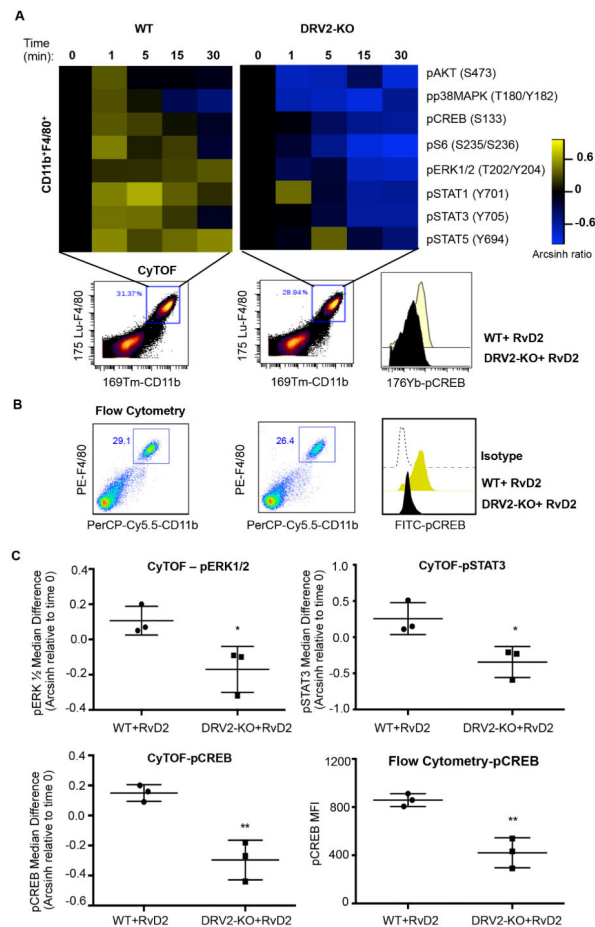 A
WT
DRV2-KO
Time
(min):
0 1 5 15 30 0 1 5 15 30
CD11b⁺F4/80⁺
pAKT (S473)
pp38MAPK (T180/Y182)
pCREB (S133)
pS6 (S235/S236)
pERK1/2 (T202/Y204)
pSTAT1 (Y701)
pSTAT3 (Y705)
pSTAT5 (Y694)
0.6
0
-0.6
Arcsinh ratio
CyTOF
31.37%
175 Lu-F4/80
169Tm-CD11b
28.94%
175 Lu-F4/80
169Tm-CD11b
WT+ RvD2
DRV2-KO+ RvD2
176Yb-pCREB
B
Flow Cytometry
29.1
PE-F4/80
PerCP-Cy5.5-CD11b
26.4
PE-F4/80
PerCP-Cy5.5-CD11b
Isotype
WT+ RvD2
DRV2-KO+ RvD2
FITC-pCREB
C
CyTOF – pERK1/2
pERK ½ Median Difference
(Arcsinh relative to time 0)
0.4
0.2
0.0
-0.2
-0.4
*
WT+RvD2 DRV2-KO+RvD2
CyTOF-pSTAT3
pSTAT3 Median Difference
(Arcsinh relative to time 0)
1.0
0.5
0.0
-0.5
-1.0
*
WT+RvD2 DRV2-KO+RvD2
CyTOF-pCREB
pCREB Median Difference
(Arcsinh relative to time 0)
0.4
0.2
0.0
-0.2
-0.4
-0.6
**
WT+RvD2 DRV2-KO+RvD2
Flow Cytometry-pCREB
pCREB MFI
1200
800
400
0
**
WT+RvD2 DRV2-KO+RvD2